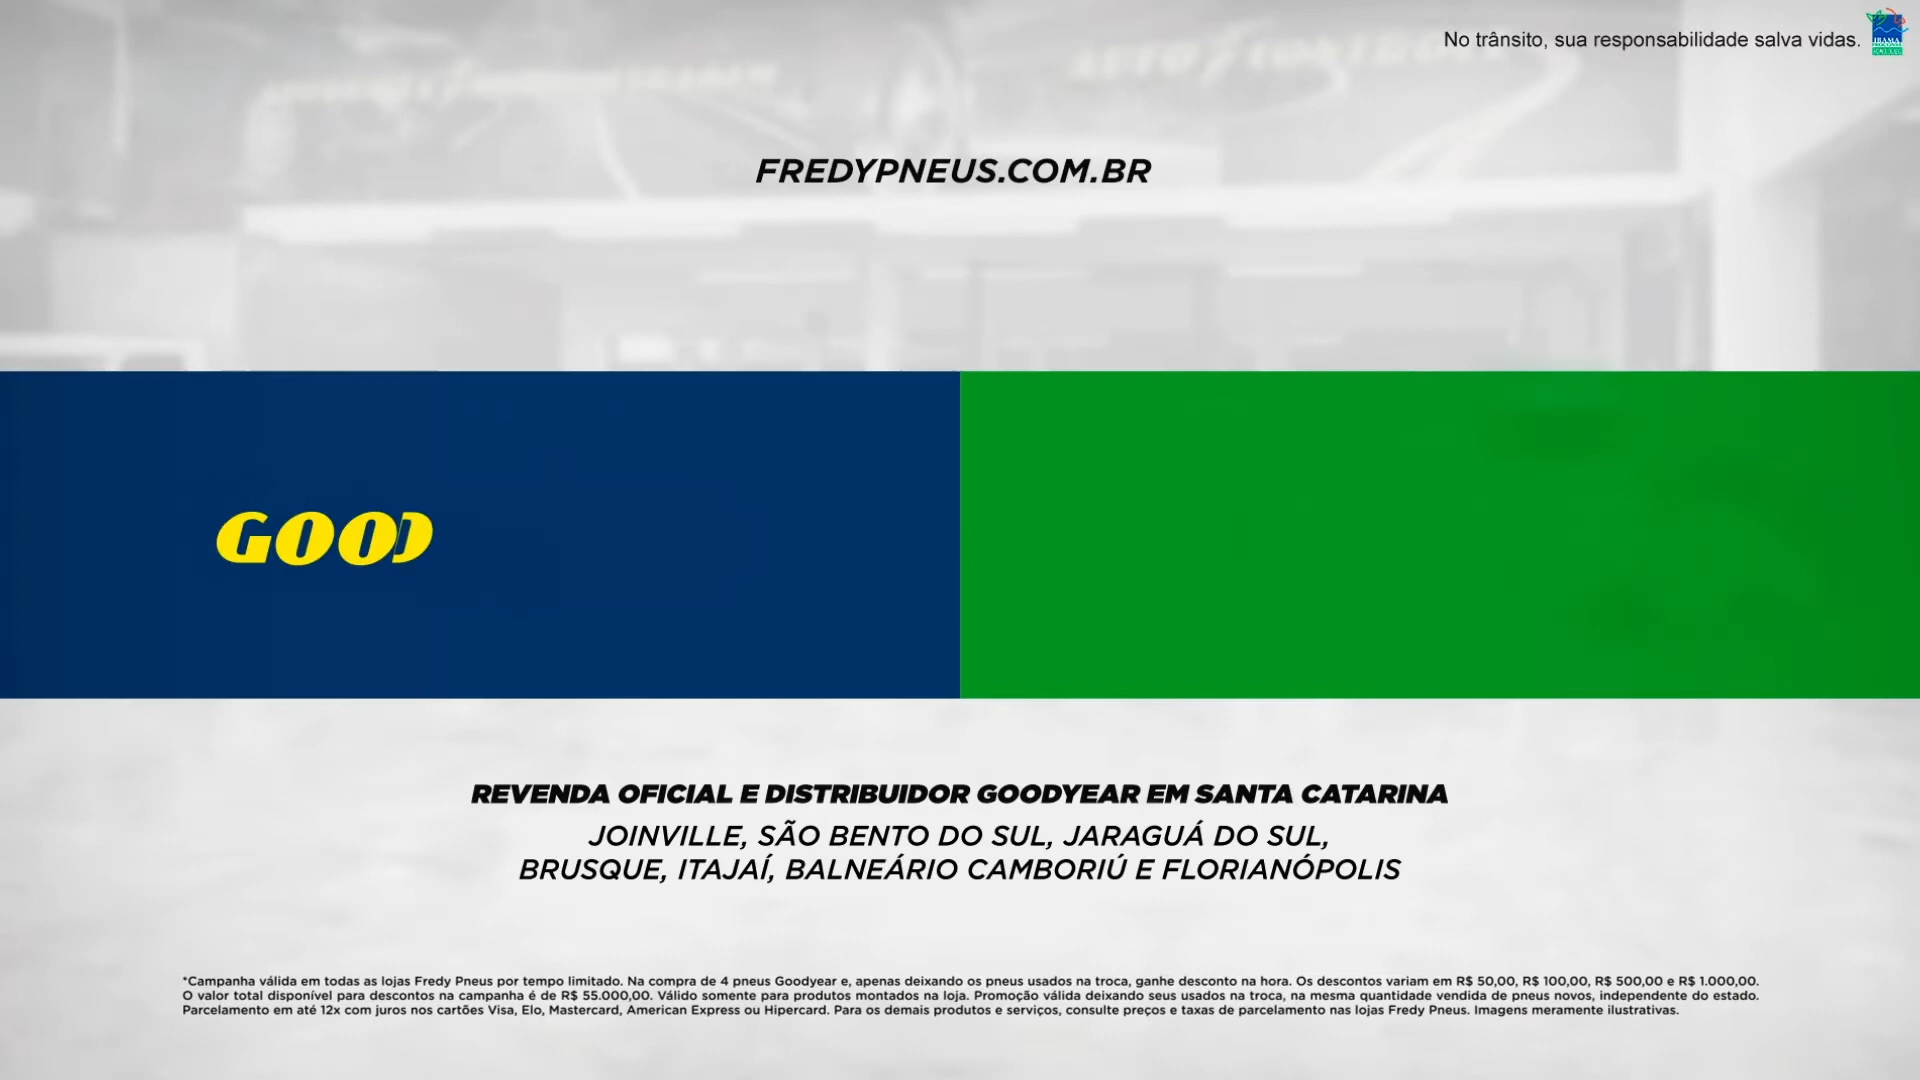 No trânsito, sua responsabilidade salva vidas.
IBAMA
FREDYPNEUS.COM.BR
GOOD
REVENDA OFICIAL E DISTRIBUIDOR GOODYEAR EM SANTA CATARINA
JOINVILLE, SÃO BENTO DO SUL, JARAGUÁ DO SUL,
BRUSQUE, ITAJAÍ, BALNEÁRIO CAMBORIÚ E FLORIANÓPOLIS
*Campanha válida em todas as lojas Fredy Pneus por tempo limitado. Na compra de 4 pneus Goodyear e, apenas deixando os pneus usados na troca, ganhe desconto na hora. Os descontos variam em R$ 50,00, R$ 100,00, R$ 500,00 e R$ 1.000,00.
O valor total disponível para descontos na campanha é de R$ 55.000,00. Válido somente para produtos montados na loja. Promoção válida deixando seus usados na troca, na mesma quantidade vendida de pneus novos, independente do estado.
Parcelamento em até 12x com juros nos cartões Visa, Elo, Mastercard, American Express ou Hipercard. Para os demais produtos e serviços, consulte preços e taxas de parcelamento nas lojas Fredy Pneus. Imagens meramente ilustrativas.